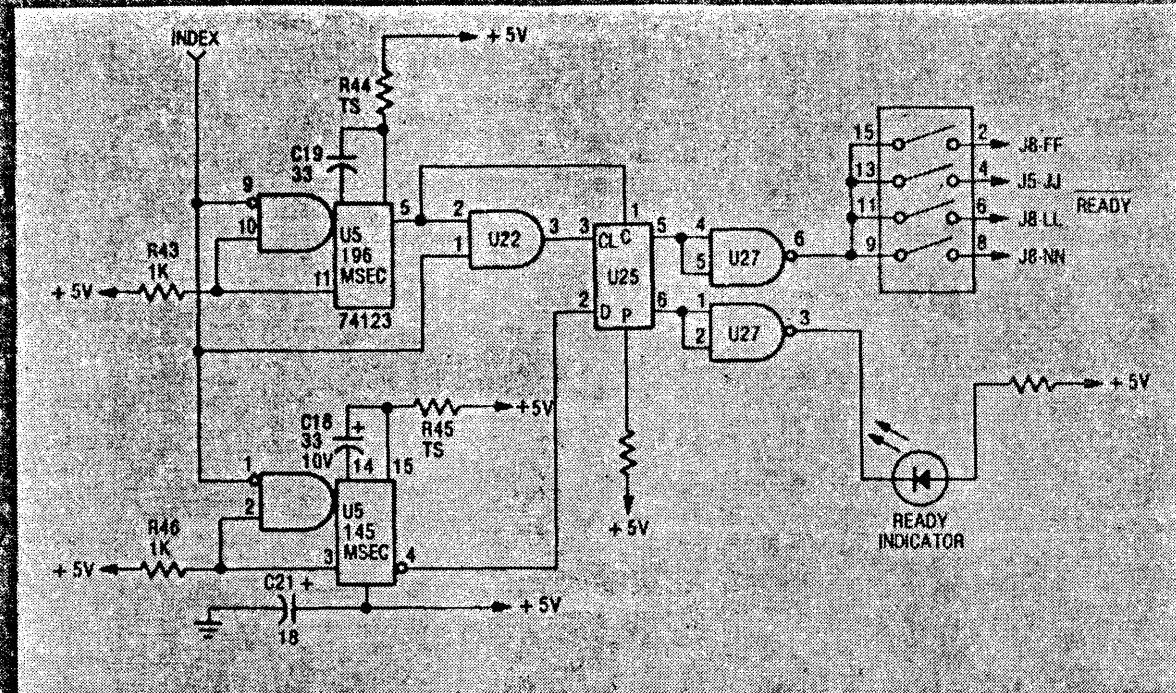 INDEX
+ 5V
R44
TS
C19
33
9
10
5
2
1
3
3
1
CL C
U22
U25
2
D P
5
4
5
6
U27
6
1
2
3
U27
15
13
11
9
2
4
6
8
J8-FF
J5-JJ
J8-LL
J8-NN
READY
R43
1K
+ 5V
11
U5
196
MSEC
74123
C18 +
33
10V
14
15
R45
TS
+5V
1
2
U5
145
MSEC
3
4
R46
1K
+ 5V
C21 +
18
+ 5V
+ 5V
+ 5V
READY
INDICATOR